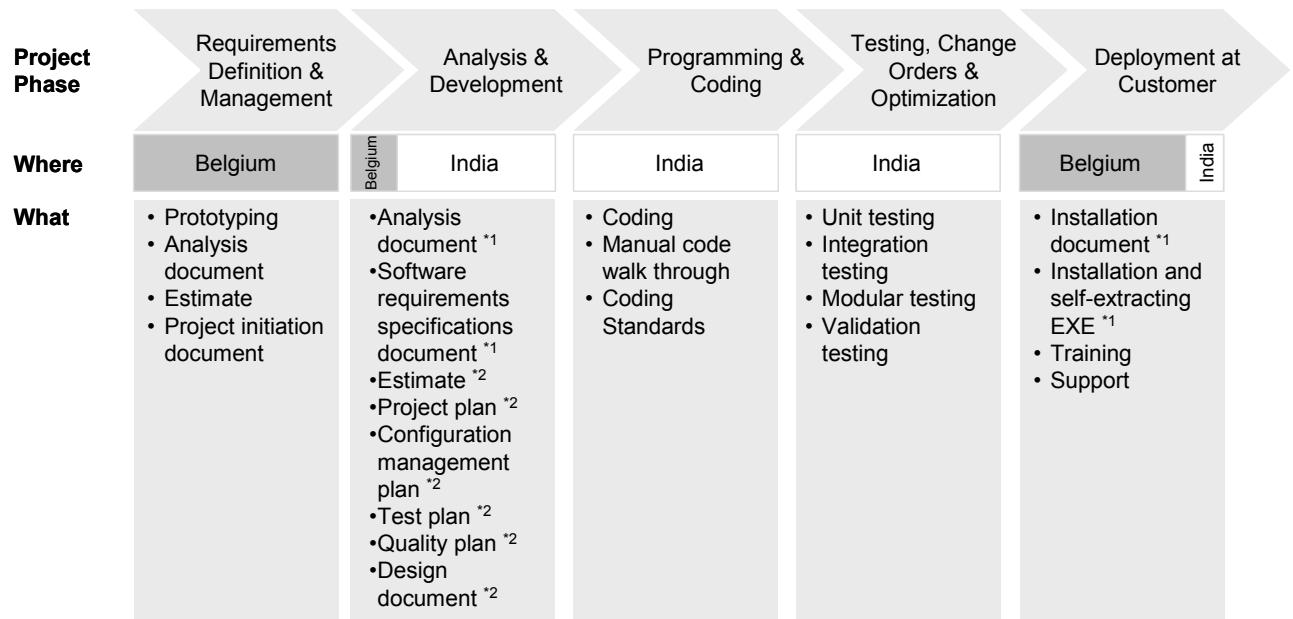 Project
Phase
Requirements
Definition &
Management
Analysis &
Development
Programming &
Coding
Testing, Change
Orders &
Optimization
Deployment at
Customer
Where
Belgium
Belgium
India
India
India
Belgium
India
What
• Prototyping
• Analysis
document
• Estimate
• Project initiation
document
•Analysis
document *1
•Software
requirements
specifications
document *1
•Estimate *2
•Project plan *2
•Configuration
management
plan *2
•Test plan *2
•Quality plan *2
•Design
document *2
• Coding
• Manual code
walk through
• Coding
Standards
• Unit testing
• Integration
testing
• Modular testing
• Validation
testing
• Installation
document *1
• Installation and
self-extracting
EXE *1
• Training
• Support